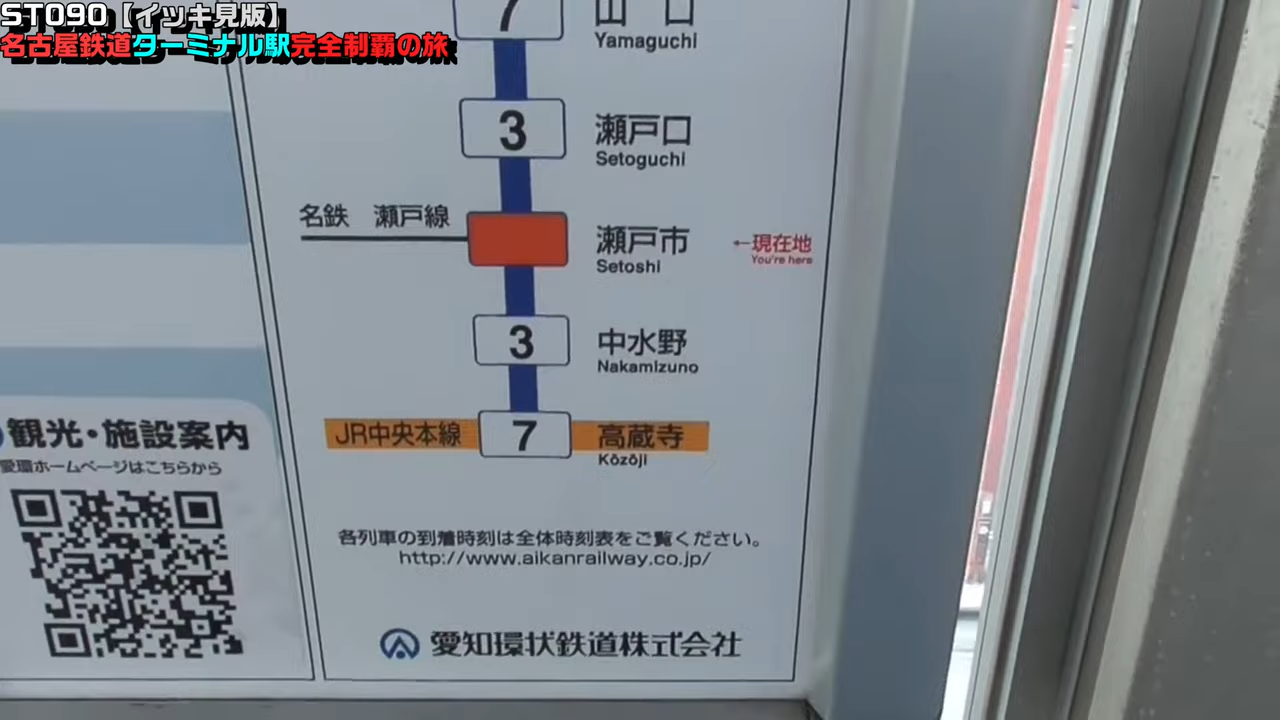 ST090【イッキ見版】
名古屋鉄道ターミナル駅完全制覇の旅
7 山口
Yamaguchi
3 瀬戸口
Setoguchi
名鉄 瀬戸線 瀬戸市 ←現在地
Setoshi You're here
3 中水野
Nakamizuno
JR中央本線 7 高蔵寺
Kōzōji
観光・施設案内
愛環ホームページはこちらから
各列車の到着時刻は全体時刻表をご覧ください。
http://www.aikanrailway.co.jp/
愛知環状鉄道株式会社